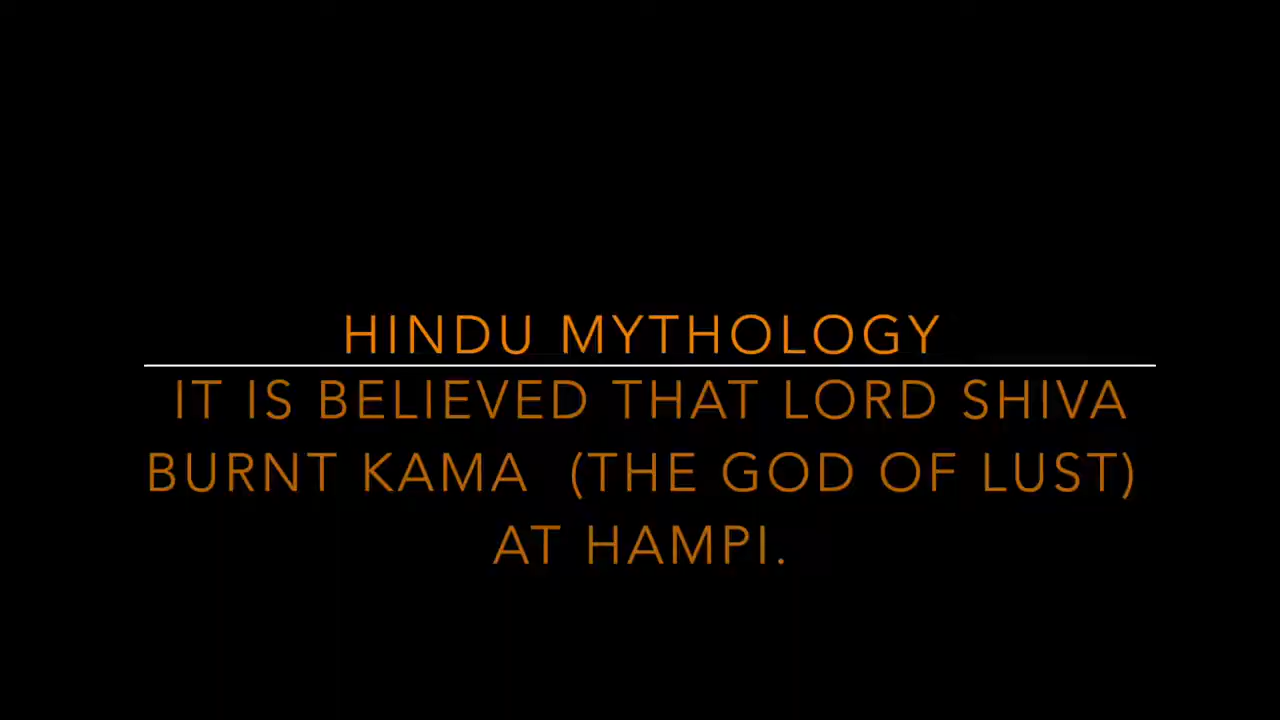 HINDU MYTHOLOGY
IT IS BELIEVED THAT LORD SHIVA
BURNT KAMA (THE GOD OF LUST)
AT HAMPI.